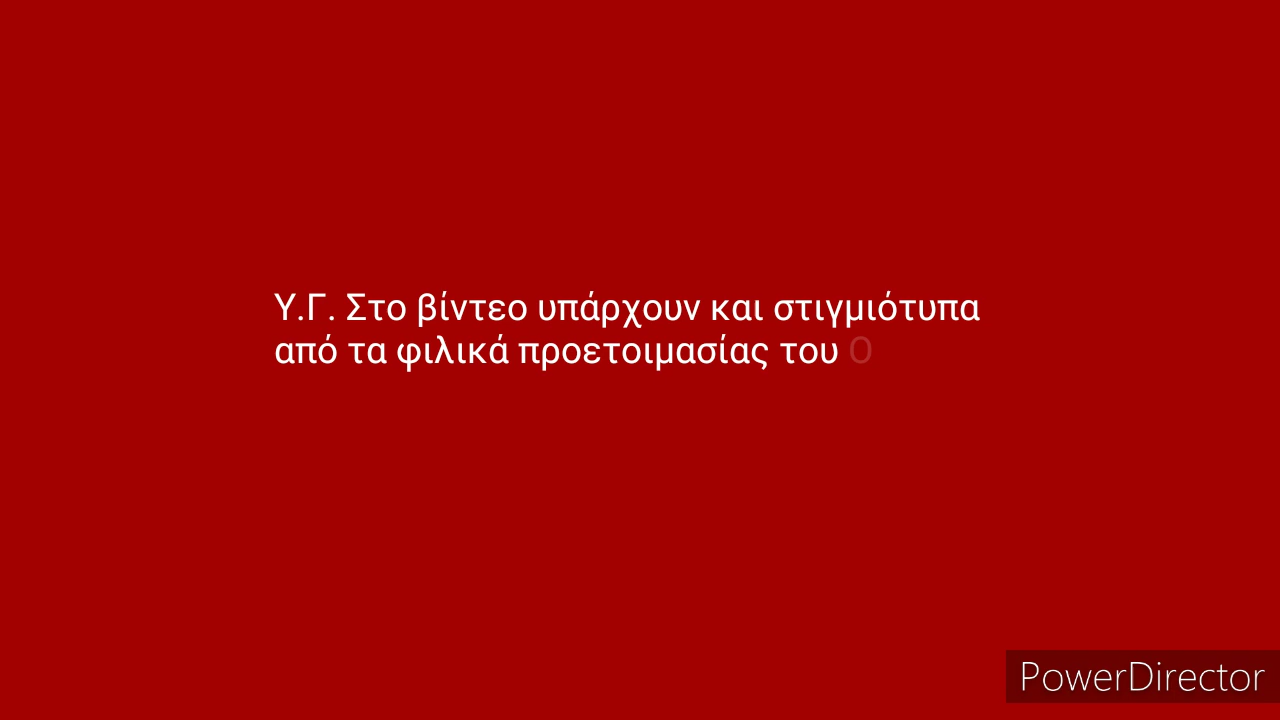 Υ.Γ. Στο βίντεο υπάρχουν και στιγμιότυπα
από τα φιλικά προετοιμασίας του Ο
PowerDirector